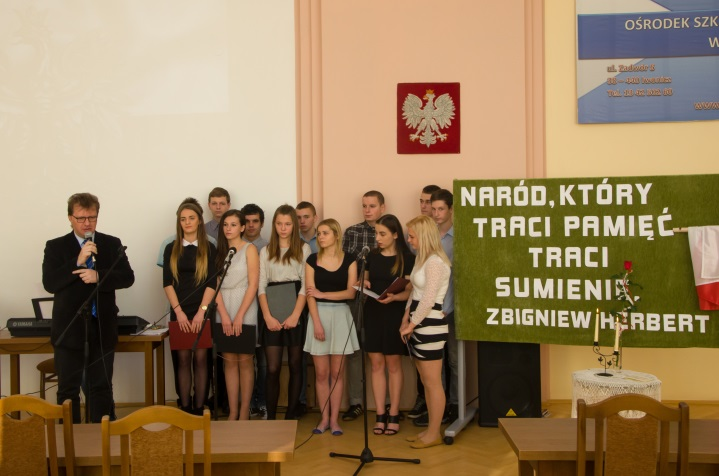 OŚRODEK SZK
W
NARÓD, KTÓRY
TRACI PAMIĘĆ
TRACI
SUMIENIE
ZBIGNIEW HERBERT